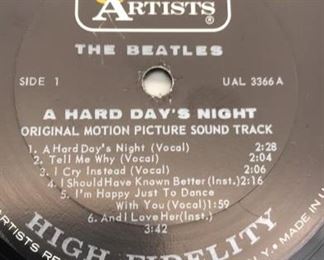 ARTISTS
®
THE BEATLES
SIDE 1
UAL 3366 A
A HARD DAY'S NIGHT
ORIGINAL MOTION PICTURE SOUND TRACK
1. A Hard Day's Night (Vocal) 2:28
2. Tell Me Why (Vocal) 2:04
3. I Cry Instead (Vocal) 2:06
4. I Should Have Known Better (Inst.) 2:16
5. I'm Happy Just To Dance
With You (Vocal) 1:59
6. And I Love Her (Inst.)
3:42
HIGH FIDELITY
ARTISTS RE
N.Y. MADE IN U